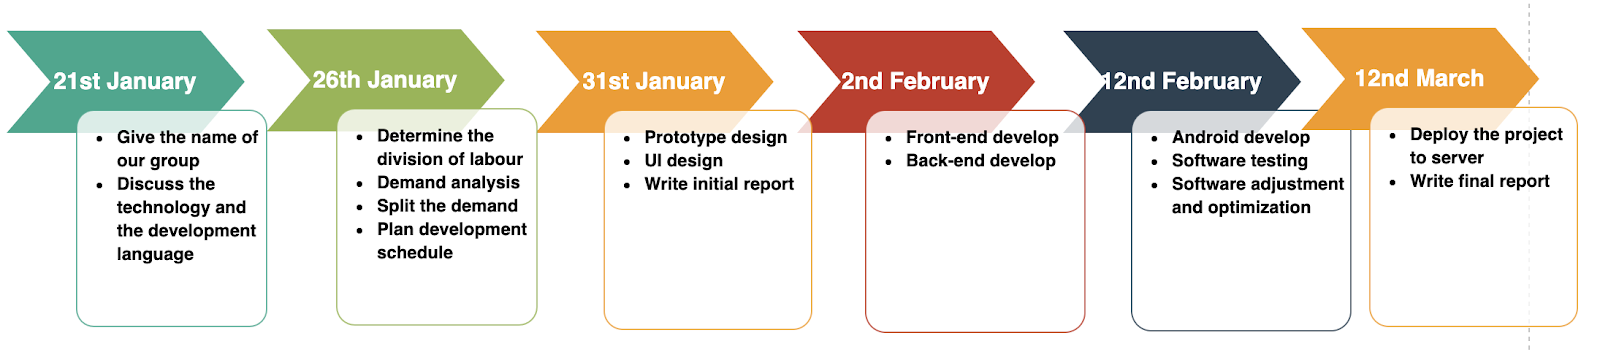 21st January
Give the name of
our group
Discuss the
technology and
the development
language
26th January
Determine the
division of labour
Demand analysis
Split the demand
Plan development
schedule
31st January
Prototype design
UI design
Write initial report
2nd February
Front-end develop
Back-end develop
12nd February
Android develop
Software testing
Software adjustment
and optimization
12nd March
Deploy the project
to server
Write final report